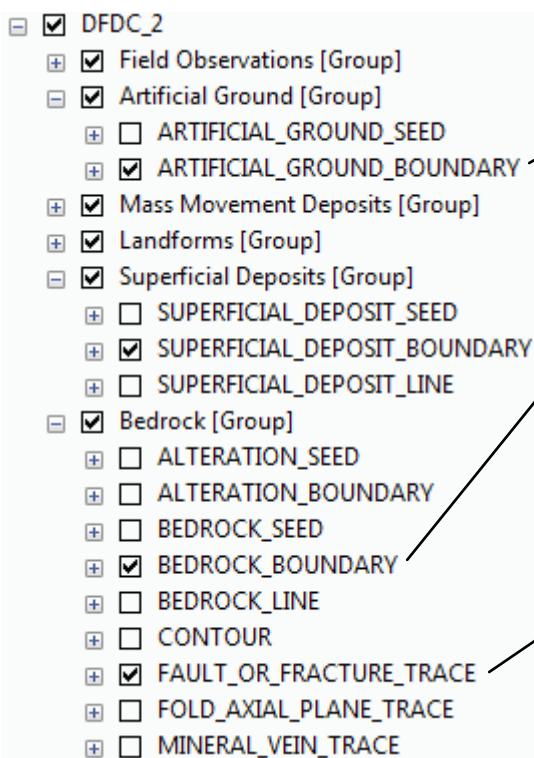 DFDC_2
Field Observations [Group]
Artificial Ground [Group]
ARTIFICIAL_GROUND_SEED
ARTIFICIAL_GROUND_BOUNDARY
Mass Movement Deposits [Group]
Landforms [Group]
Superficial Deposits [Group]
SUPERFICIAL_DEPOSIT_SEED
SUPERFICIAL_DEPOSIT_BOUNDARY
SUPERFICIAL_DEPOSIT_LINE
Bedrock [Group]
ALTERATION_SEED
ALTERATION_BOUNDARY
BEDROCK_SEED
BEDROCK_BOUNDARY
BEDROCK_LINE
CONTOUR
FAULT_OR_FRACTURE_TRACE
FOLD_AXIAL_PLANE_TRACE
MINERAL_VEIN_TRACE